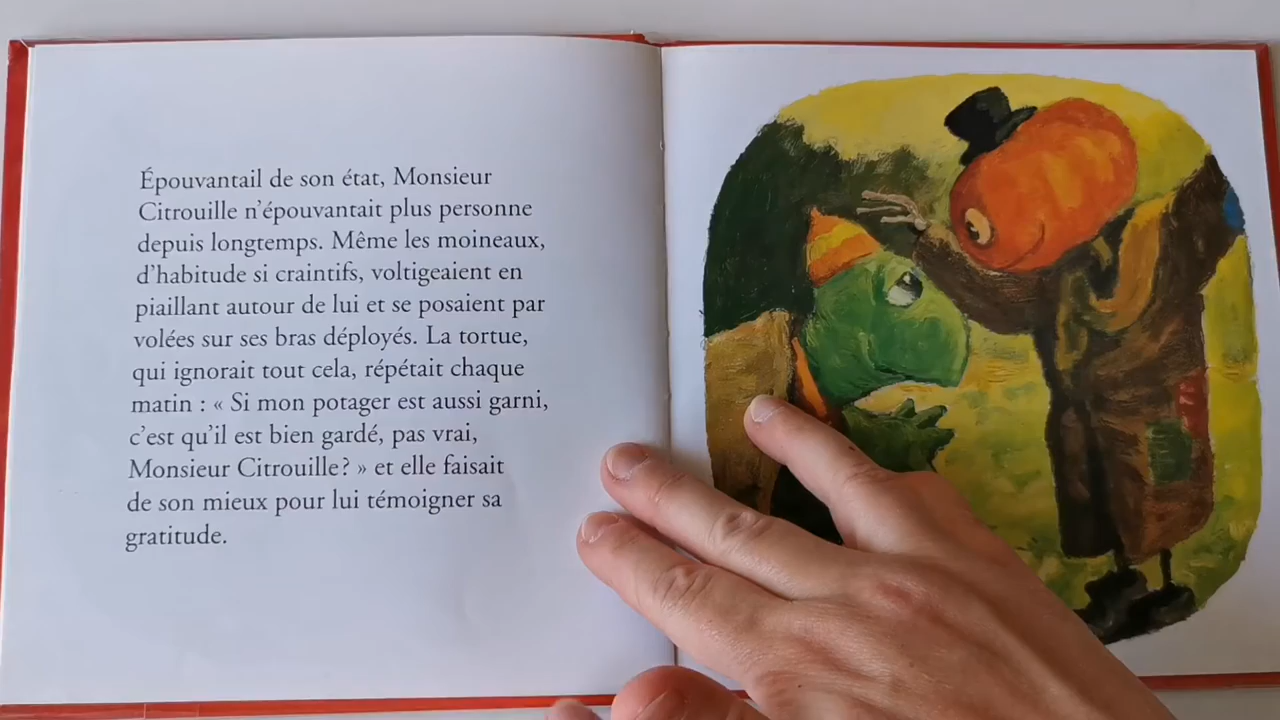 Épouvantail de son état, Monsieur
Citrouille n'épouvantait plus personne
depuis longtemps. Même les moineaux,
d'habitude si craintifs, voltigeaient en
piaillant autour de lui et se posaient par
volées sur ses bras déployés. La tortue,
qui ignorait tout cela, répétait chaque
matin : « Si mon potager est aussi garni,
c'est qu'il est bien gardé, pas vrai,
Monsieur Citrouille ? » et elle faisait
de son mieux pour lui témoigner sa
gratitude.